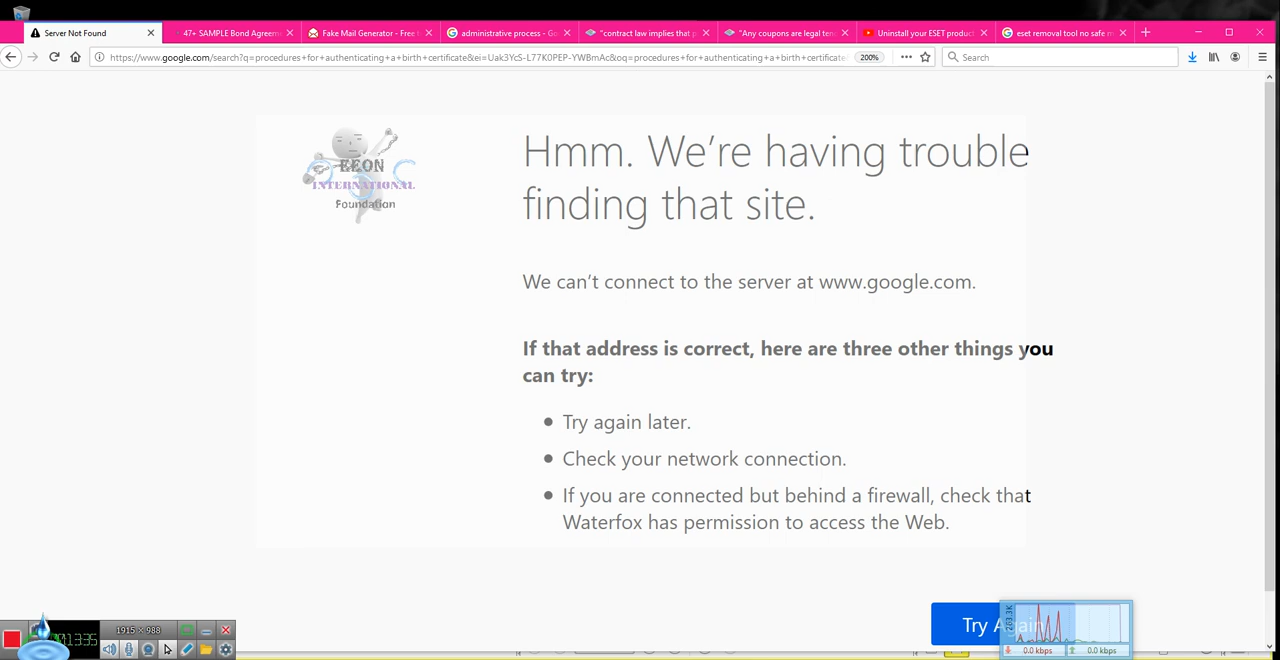 Server Not Found
47+ SAMPLE Bond Agreem
Fake Mail Generator - Free
administrative process - Go
"contract law implies that p
"Any coupons are legal ten
Uninstall your ESET product
eset removal tool no safe m
https://www.google.com/search?q=procedures+for+authenticating+a+birth+certificate&ei=Uak3YcS-L77K0PEP-YWBmAc&oq=procedures+for+authenticating+a+birth+certificate
200%
Search
EEON
INTERNATIONAL
Foundation
Hmm. We're having trouble
finding that site.
We can't connect to the server at www.google.com.
If that address is correct, here are three other things you
can try:
Try again later.
Check your network connection.
If you are connected but behind a firewall, check that
Waterfox has permission to access the Web.
Try Again
1915 x 988
0.0 kbps
0.0 kbps